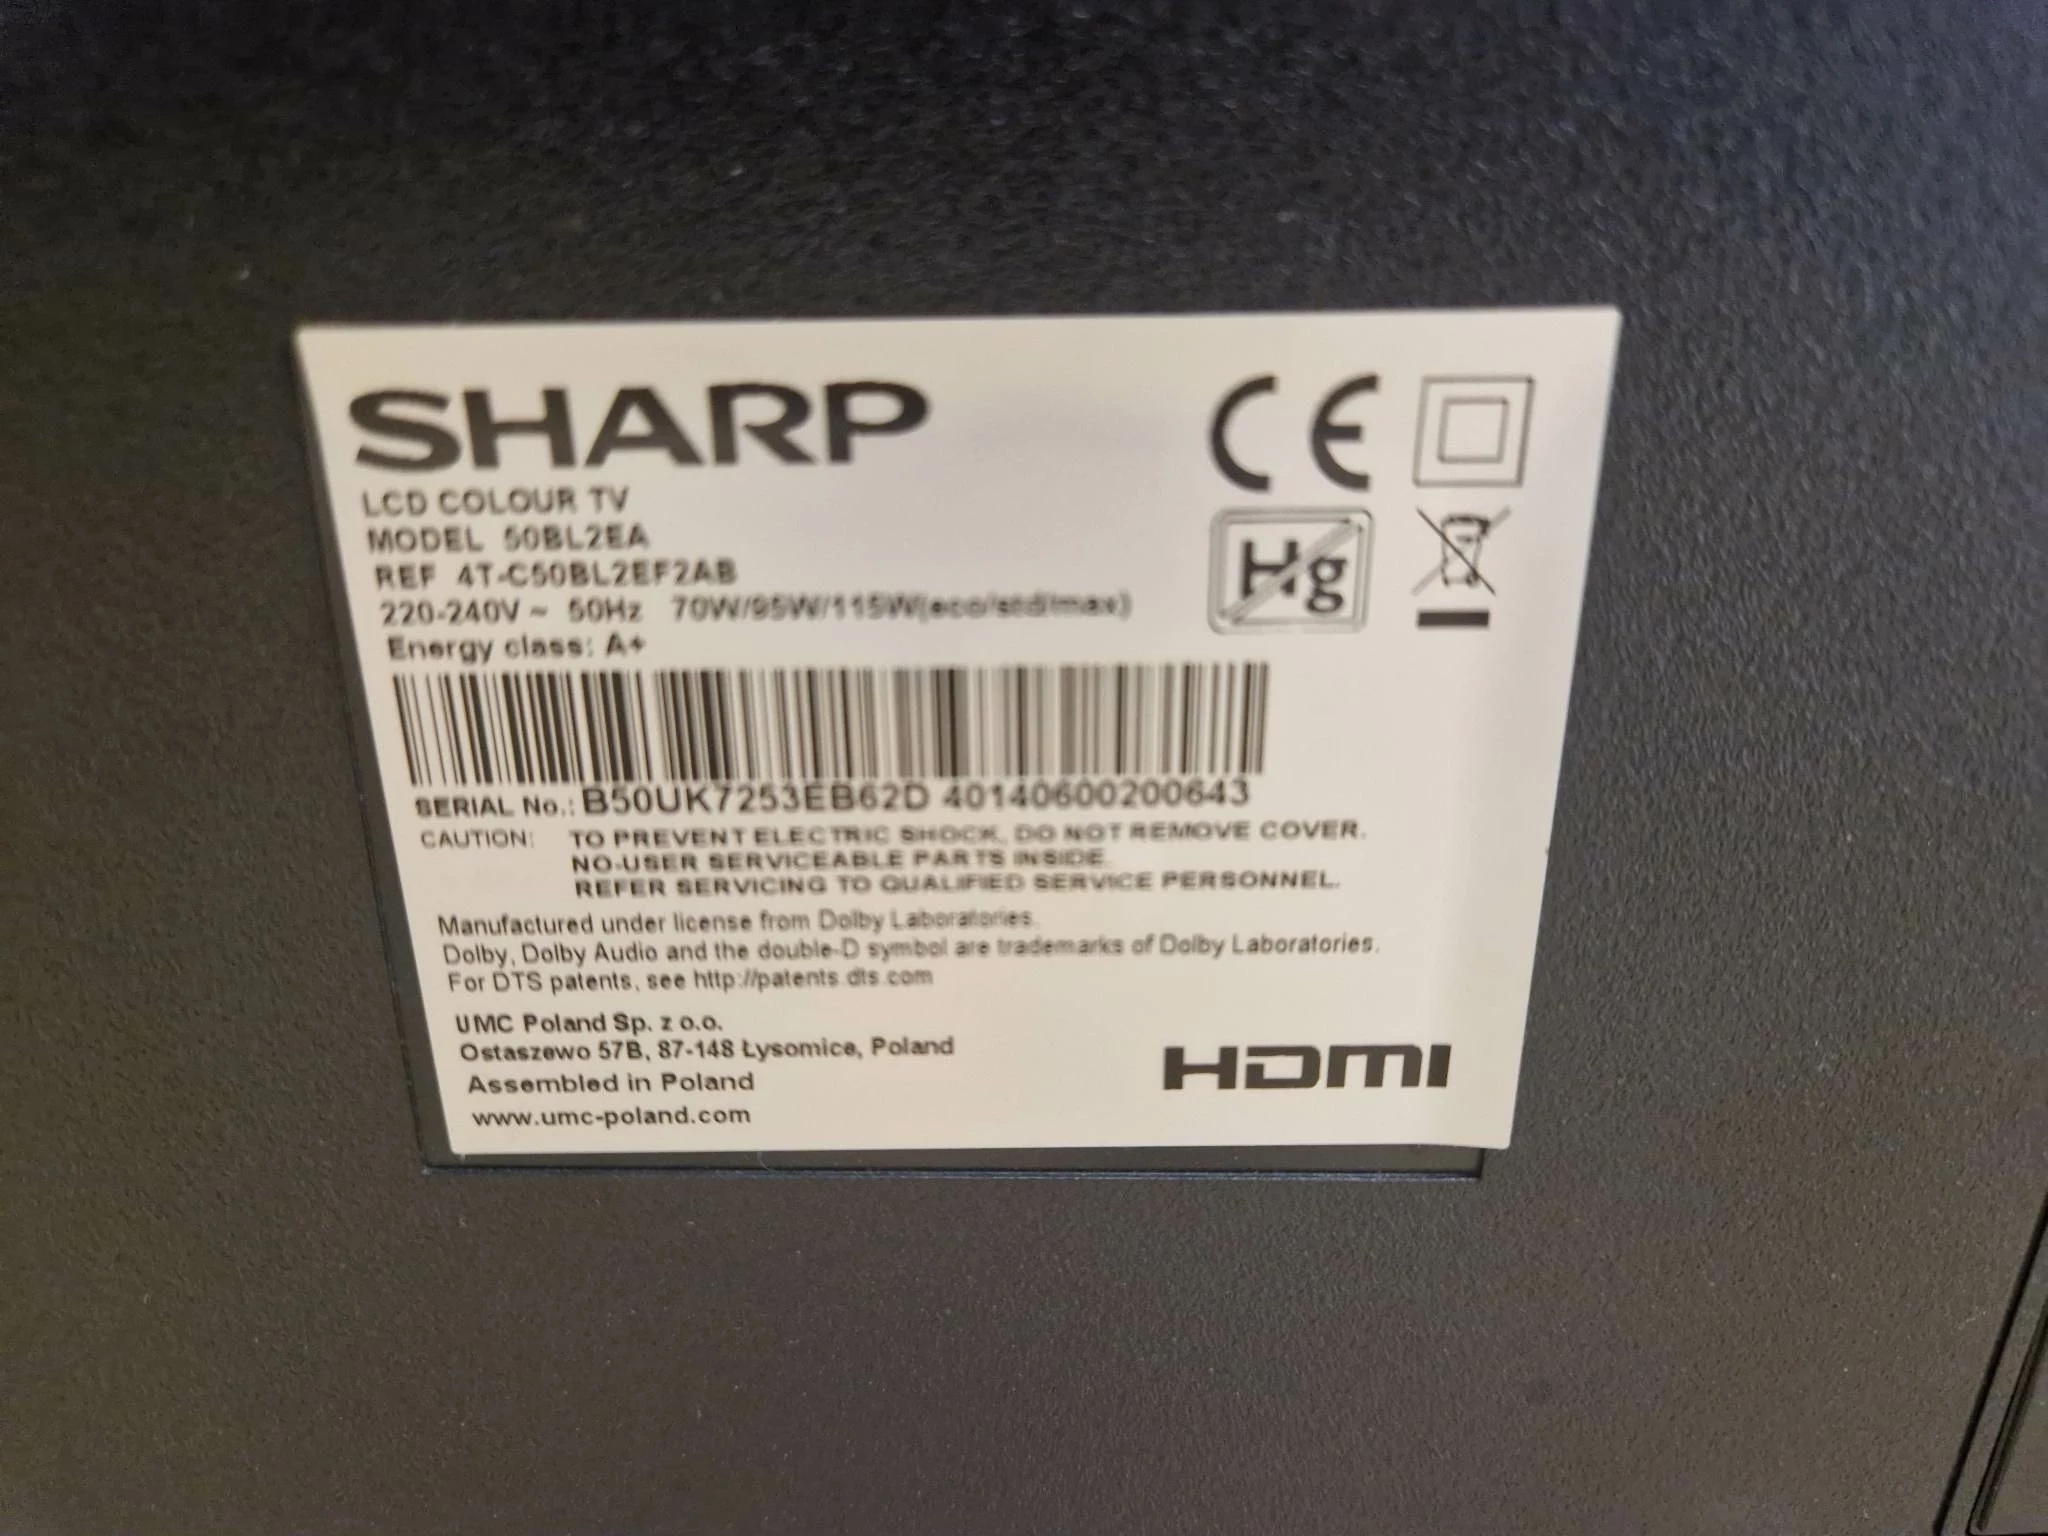 SHARP
CE
LCD COLOUR TV
MODEL 50BL2EA
REF 4T-C50BL2EF2AB
Hg
220-240V ~ 50Hz 70W/95W/115W(eco/std/max)
Energy class: A+
SERIAL No.: B50UK7253EB62D 40140600200643
CAUTION: TO PREVENT ELECTRIC SHOCK, DO NOT REMOVE COVER.
NO-USER SERVICEABLE PARTS INSIDE.
REFER SERVICING TO QUALIFIED SERVICE PERSONNEL.
Manufactured under license from Dolby Laboratories.
Dolby, Dolby Audio and the double-D symbol are trademarks of Dolby Laboratories.
For DTS patents, see http://patents.dts.com
UMC Poland Sp. z o.o.
Ostaszewo 57B, 87-148 Łysomice, Poland
Assembled in Poland
www.umc-poland.com
HDMI